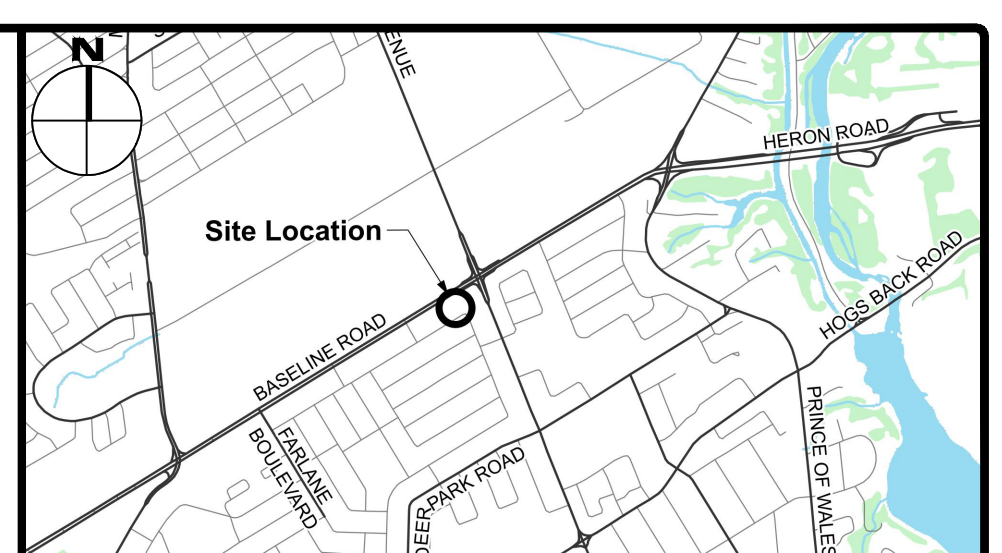 N
ENUE
HERON ROAD
Site Location
HOGS BACK ROAD
BASELINE ROAD
FARLANE
BOULEVARD
DEER PARK ROAD
PRINCE OF WALES